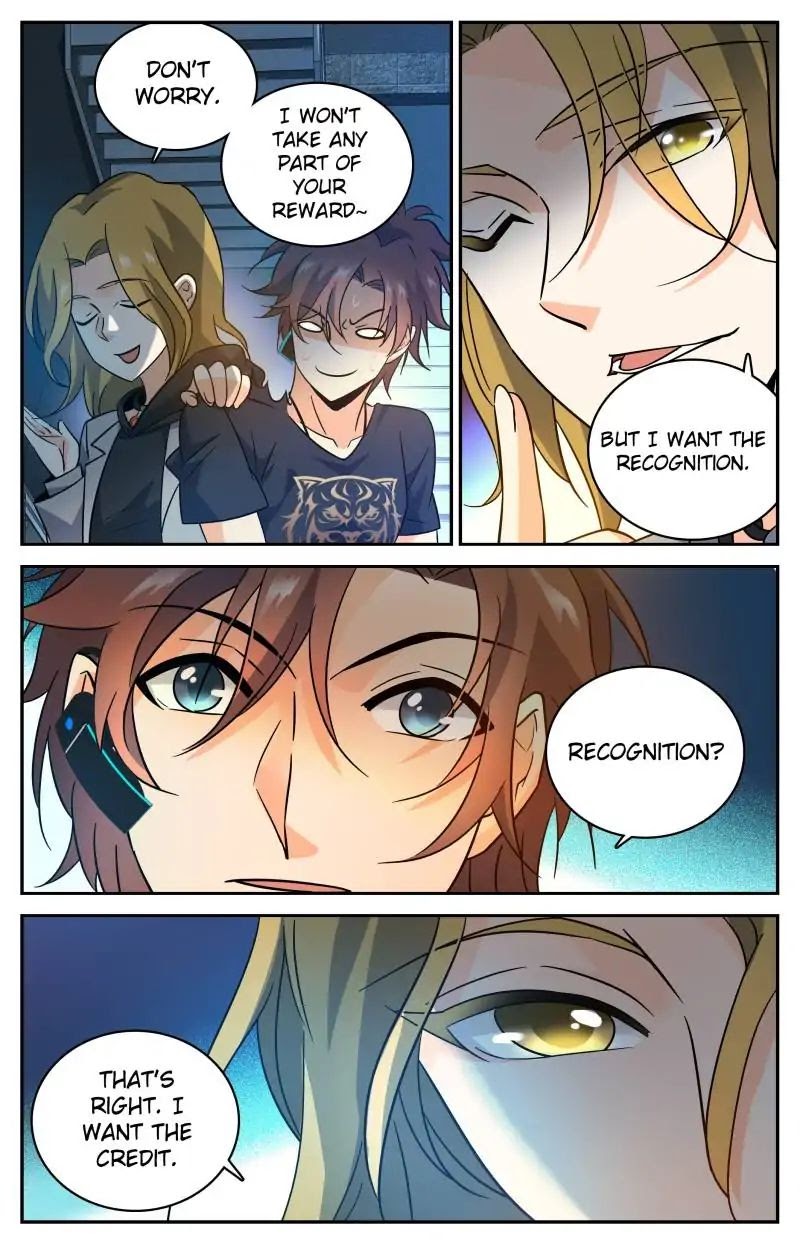 DON'T
WORRY.
I WON'T
TAKE ANY
PART OF
YOUR
REWARD~
BUT I WANT THE
RECOGNITION.
RECOGNITION?
THAT'S
RIGHT. I
WANT THE
CREDIT.